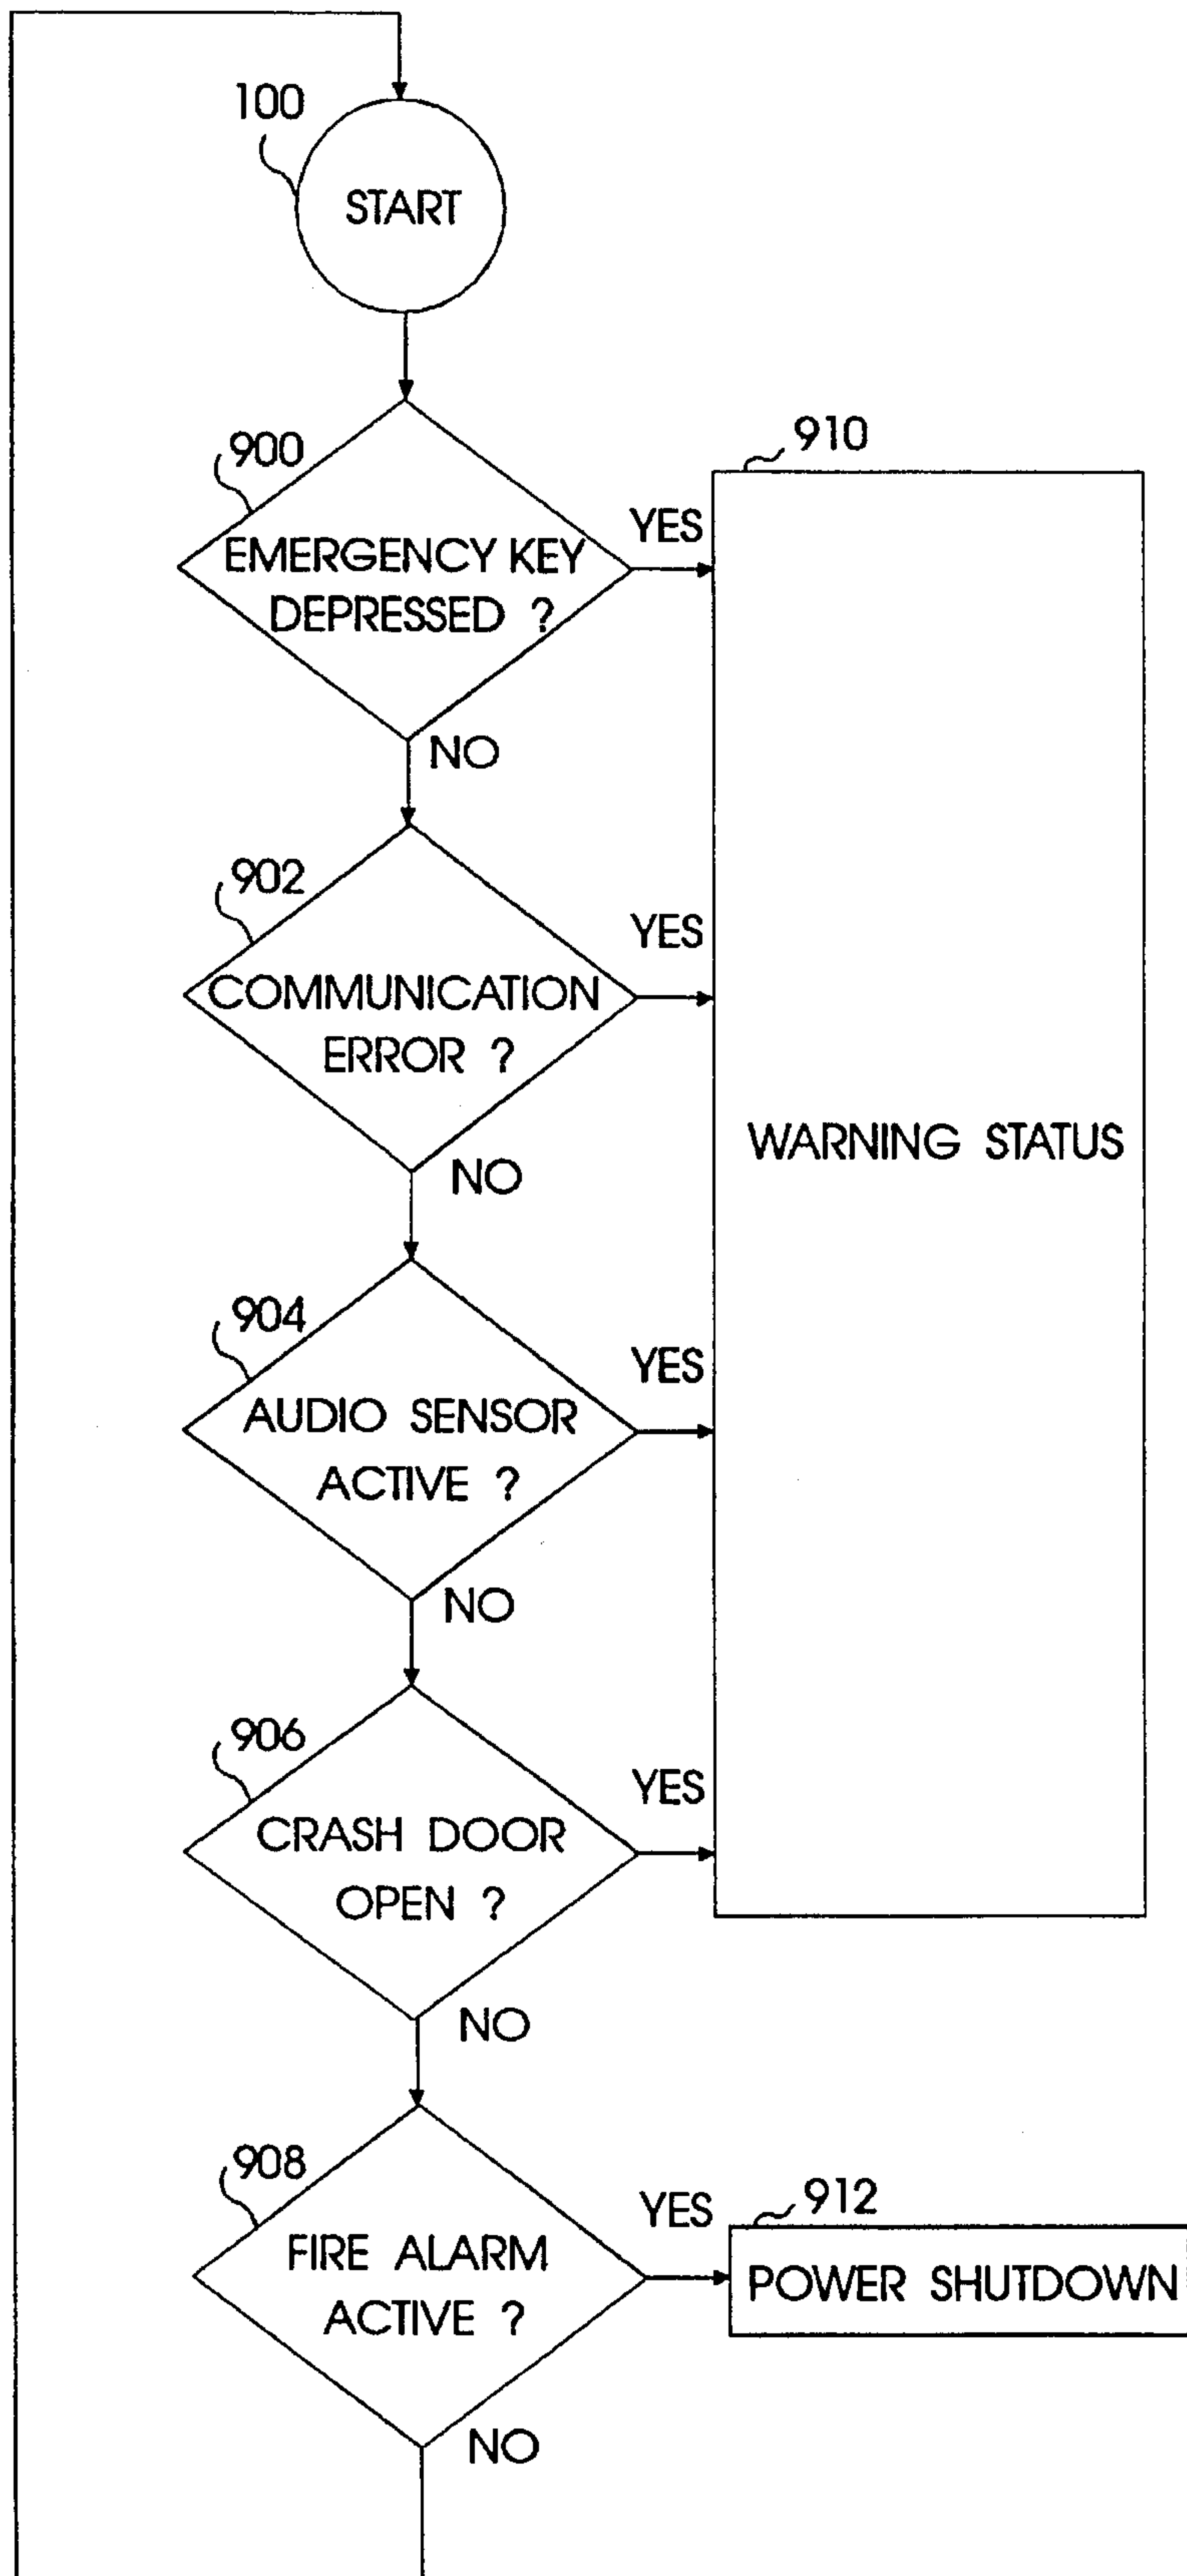 100
START
900
910
EMERGENCY KEY
DEPRESSED ?
YES
NO
902
COMMUNICATION
ERROR ?
YES
WARNING STATUS
NO
904
AUDIO SENSOR
ACTIVE ?
YES
NO
906
CRASH DOOR
OPEN ?
YES
NO
908
FIRE ALARM
ACTIVE ?
YES
912
POWER SHUTDOWN
NO